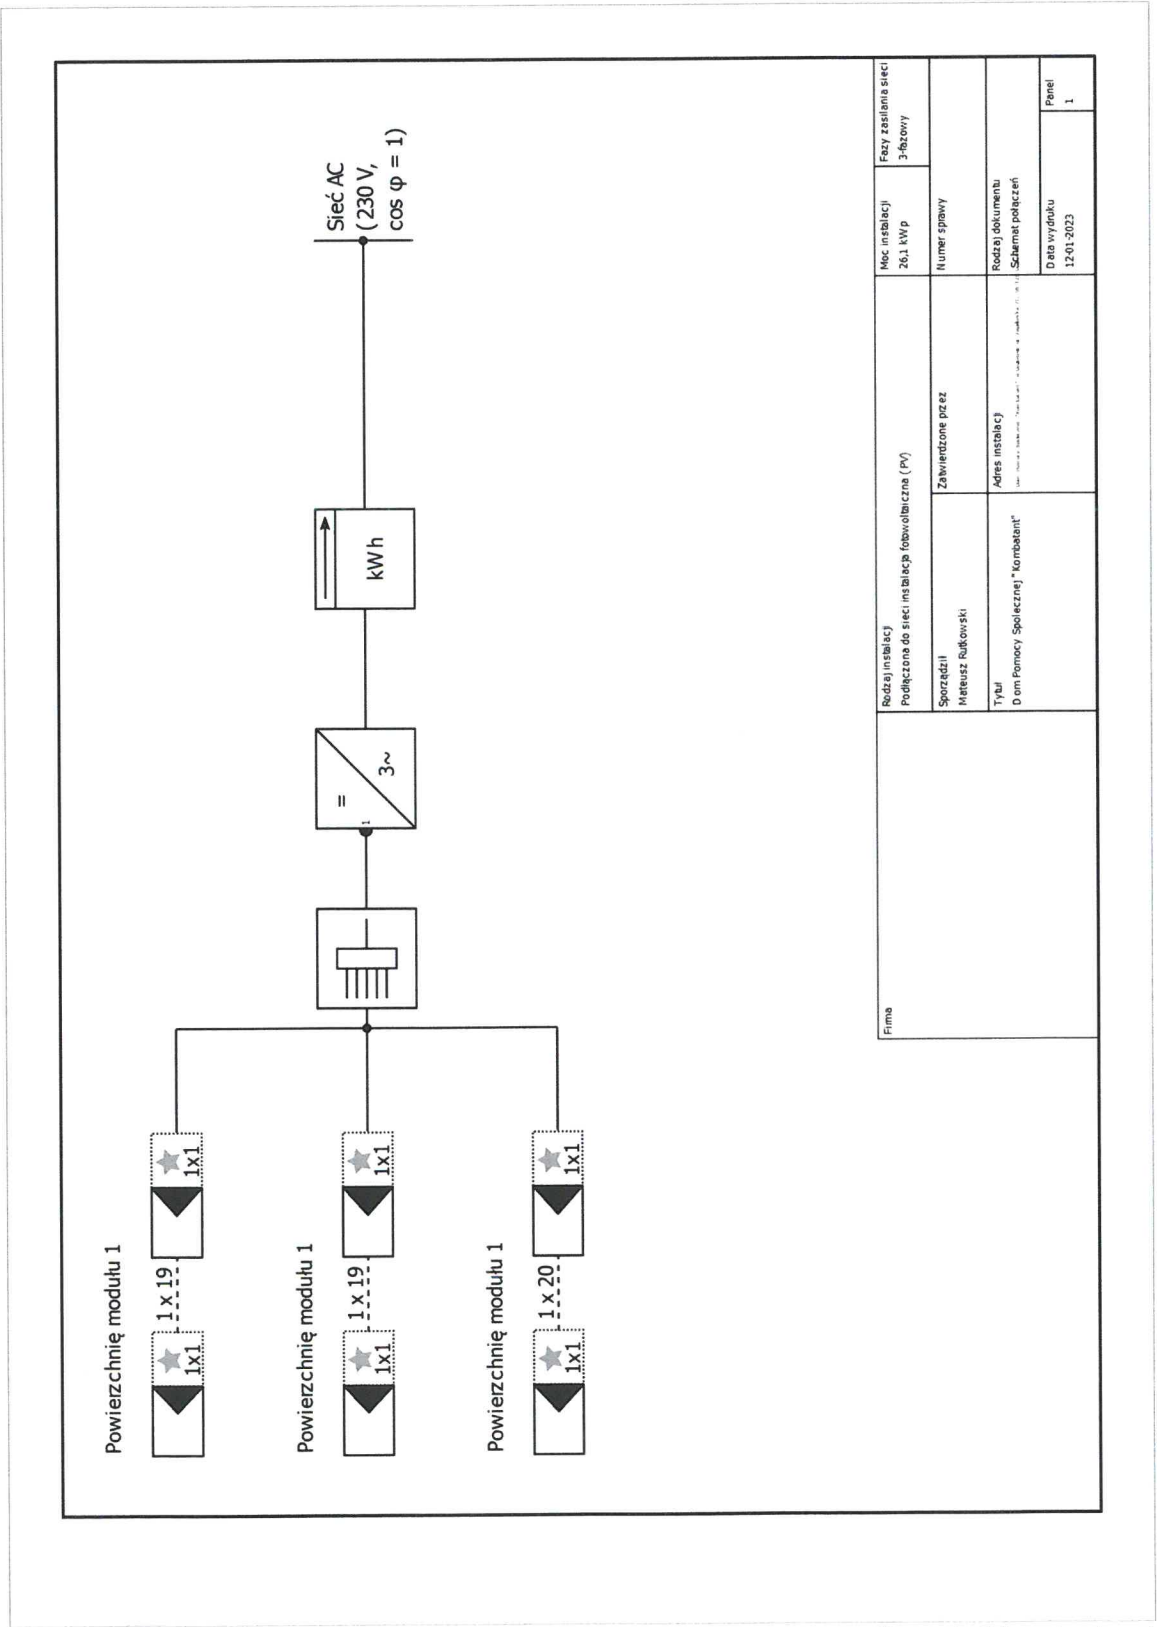 Powierzchnię modułu 1
1x1
1 x 19
1x1
Powierzchnię modułu 1
1x1
1 x 19
1x1
Powierzchnię modułu 1
1x1
1 x 20
1x1
=
1
3~
kWh
Sieć AC
(230 V,
cos φ = 1)
Firma
Rodzaj instalacji
Podłączona do sieci instalacja fotowoltaiczna (PV)
Moc instalacji
26,1 kWp
Fazy zasilania sieci
3-fazowy
Sporządził
Mateusz Rutkowski
Zatwierdzone przez
Numer sprawy
Tytuł
Dom Pomocy Spolecznej "Kombatant"
Adres instalacji
Rodzaj dokumentu
Schemat połączeń
Data wydruku
12-01-2023
Panel
1